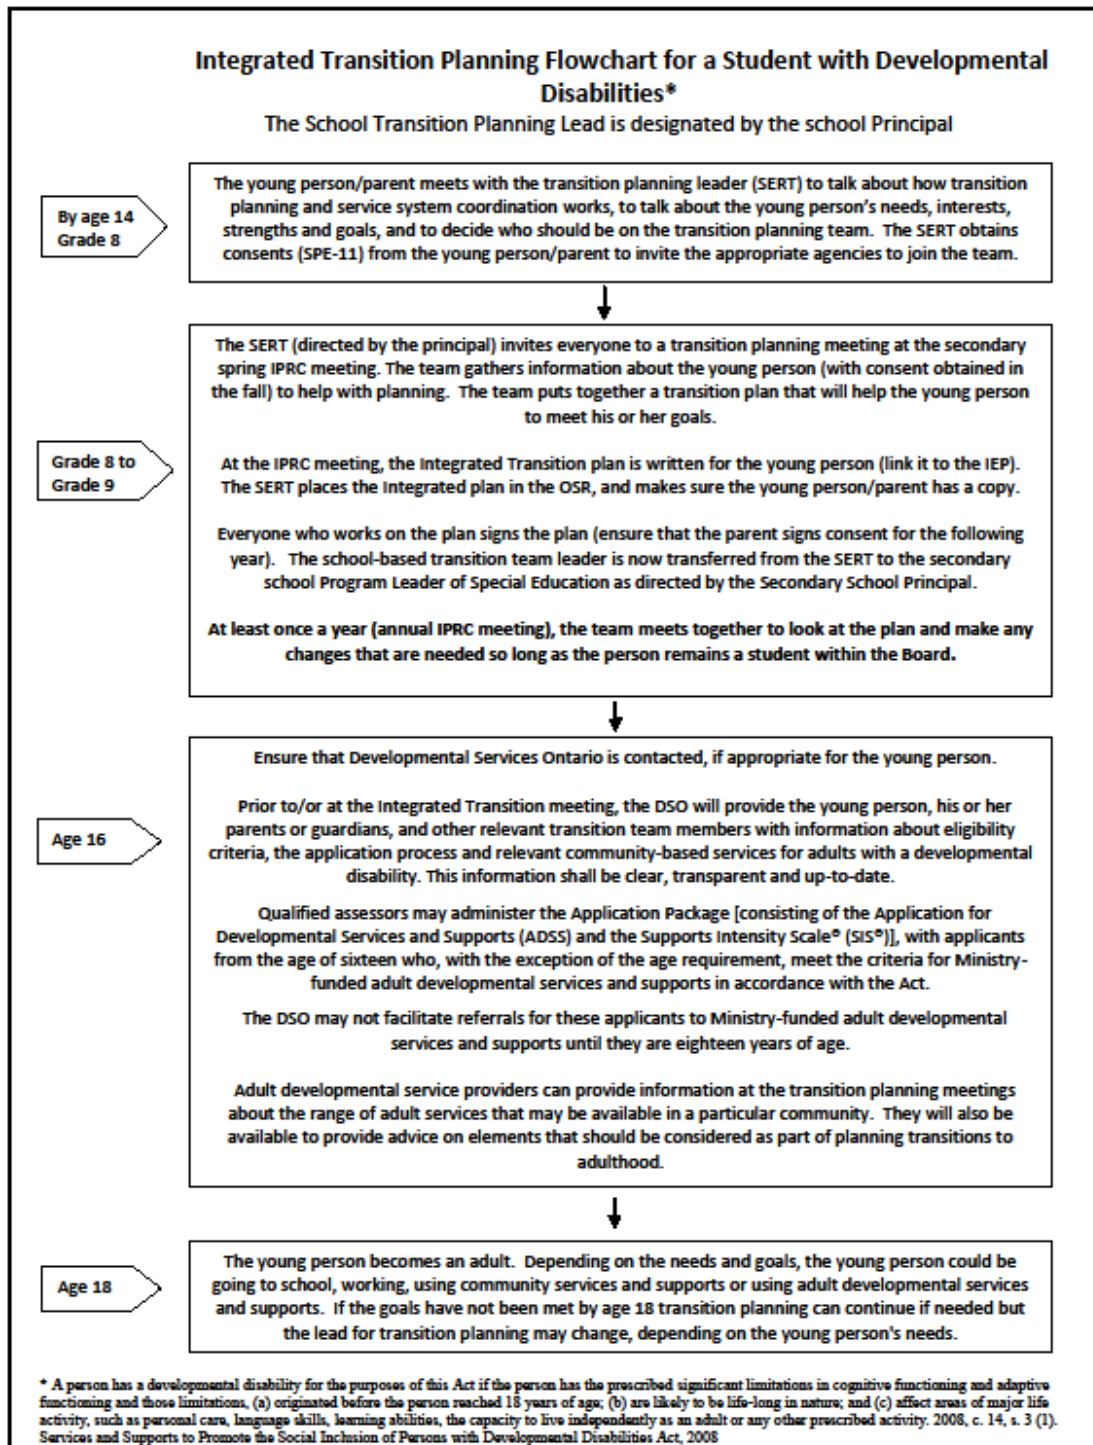 Integrated Transition Planning Flowchart for a Student with Developmental
Disabilities*
The School Transition Planning Lead is designated by the school Principal
By age 14
Grade 8
The young person/parent meets with the transition planning leader (SERT) to talk about how transition
planning and service system coordination works, to talk about the young person's needs, interests,
strengths and goals, and to decide who should be on the transition planning team. The SERT obtains
consents (SPE-11) from the young person/parent to invite the appropriate agencies to join the team.
The SERT (directed by the principal) invites everyone to a transition planning meeting at the secondary
spring IPRC meeting. The team gathers information about the young person (with consent obtained in
the fall) to help with planning. The team puts together a transition plan that will help the young person
to meet his or her goals.
Grade 8 to
Grade 9
At the IPRC meeting, the Integrated Transition plan is written for the young person (link it to the IEP).
The SERT places the Integrated plan in the OSR, and makes sure the young person/parent has a copy.
Everyone who works on the plan signs the plan (ensure that the parent signs consent for the following
year). The school-based transition team leader is now transferred from the SERT to the secondary
school Program Leader of Special Education as directed by the Secondary School Principal.
At least once a year (annual IPRC meeting), the team meets together to look at the plan and make any
changes that are needed so long as the person remains a student within the Board.
Ensure that Developmental Services Ontario is contacted, if appropriate for the young person.
Age 16
Prior to/or at the Integrated Transition meeting, the DSO will provide the young person, his or her
parents or guardians, and other relevant transition team members with information about eligibility
criteria, the application process and relevant community-based services for adults with a developmental
disability. This information shall be clear, transparent and up-to-date.
Qualified assessors may administer the Application Package [consisting of the Application for
Developmental Services and Supports (ADSS) and the Supports Intensity Scale® (SIS®)], with applicants
from the age of sixteen who, with the exception of the age requirement, meet the criteria for Ministry-
funded adult developmental services and supports in accordance with the Act.
The DSO may not facilitate referrals for these applicants to Ministry-funded adult developmental
services and supports until they are eighteen years of age.
Adult developmental service providers can provide information at the transition planning meetings
about the range of adult services that may be available in a particular community. They will also be
available to provide advice on elements that should be considered as part of planning transitions to
adulthood.
Age 18
The young person becomes an adult. Depending on the needs and goals, the young person could be
going to school, working, using community services and supports or using adult developmental services
and supports. If the goals have not been met by age 18 transition planning can continue if needed but
the lead for transition planning may change, depending on the young person's needs.
* A person has a developmental disability for the purposes of this Act if the person has the prescribed significant limitations in cognitive functioning and adaptive
functioning and those limitations, (a) originated before the person reached 18 years of age; (b) are likely to be life-long in nature; and (c) affect areas of major life
activity, such as personal care, language skills, learning abilities, the capacity to live independently as an adult or any other prescribed activity. 2008, c. 14, s. 3 (1).
Services and Supports to Promote the Social Inclusion of Persons with Developmental Disabilities Act, 2008